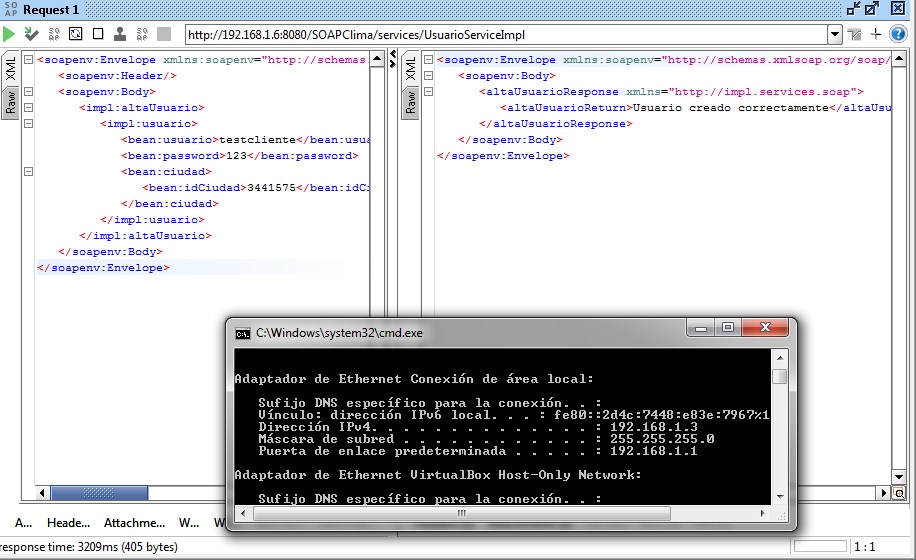 SO AP Request 1
http://192.168.1.6:8080/SOAPClima/services/UsuarioServiceImpl
XML
Raw
<soapenv:Envelope xmlns:soapenv="http://schemas
<soapenv:Header/>
<soapenv:Body>
<impl:altaUsuario>
<impl:usuario>
<bean:usuario>testcliente</bean:usua
<bean:password>123</bean:password>
<bean:ciudad>
<bean:idCiudad>3441575</bean:idCi
</bean:ciudad>
</impl:usuario>
</impl:altaUsuario>
</soapenv:Body>
</soapenv:Envelope>
XML
Raw
<soapenv:Envelope xmlns:soapenv="http://schemas.xmlsoap.org/soap/
<soapenv:Body>
<altaUsuarioResponse xmlns="http://impl.services.soap">
<altaUsuarioReturn>Usuario creado correctamente</altaUsu
</altaUsuarioResponse>
</soapenv:Body>
</soapenv:Envelope>
C:\Windows\system32\cmd.exe
Adaptador de Ethernet Conexión de área local:
Sufijo DNS específico para la conexión. . :
Vínculo: dirección IPv6 local. . . : fe80::2d4c:7448:e83e:7967%1
Dirección IPv4. . . . . . . . . . . . . . : 192.168.1.3
Máscara de subred . . . . . . . . . . . . : 255.255.255.0
Puerta de enlace predeterminada . . . . . : 192.168.1.1
Adaptador de Ethernet VirtualBox Host-Only Network:
Sufijo DNS específico para la conexión. . :
A... Heade... Attachme... W... W...
response time: 3209ms (405 bytes)
1 : 1